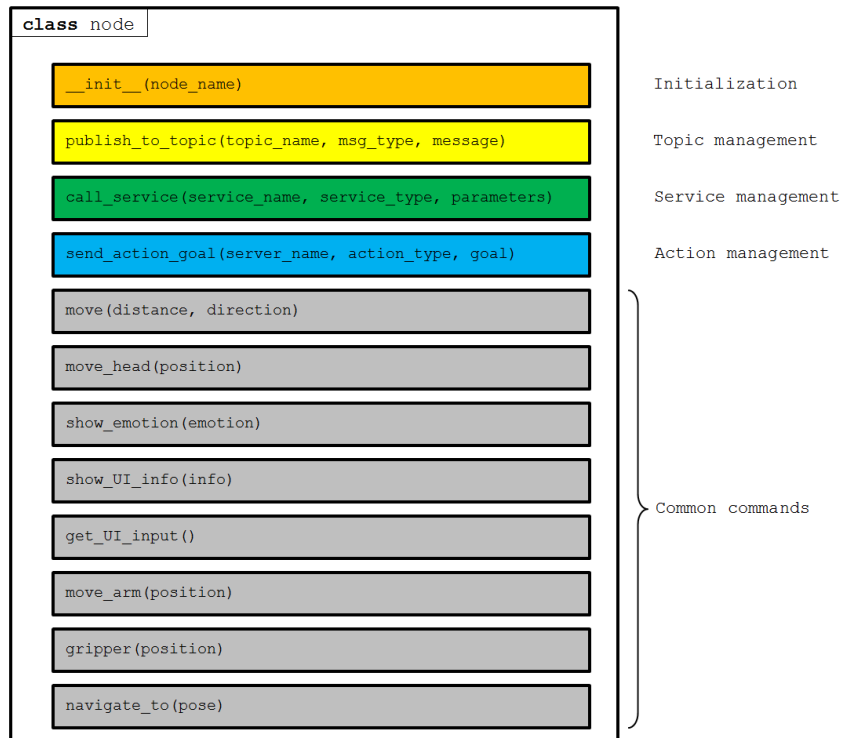 class node
__init__(node_name)
Initialization
publish_to_topic(topic_name, msg_type, message)
Topic management
call_service(service_name, service_type, parameters)
Service management
send_action_goal(server_name, action_type, goal)
Action management
move(distance, direction)
move_head(position)
show_emotion(emotion)
show_UI_info(info)
get_UI_input()
Common commands
move_arm(position)
gripper(position)
navigate_to(pose)